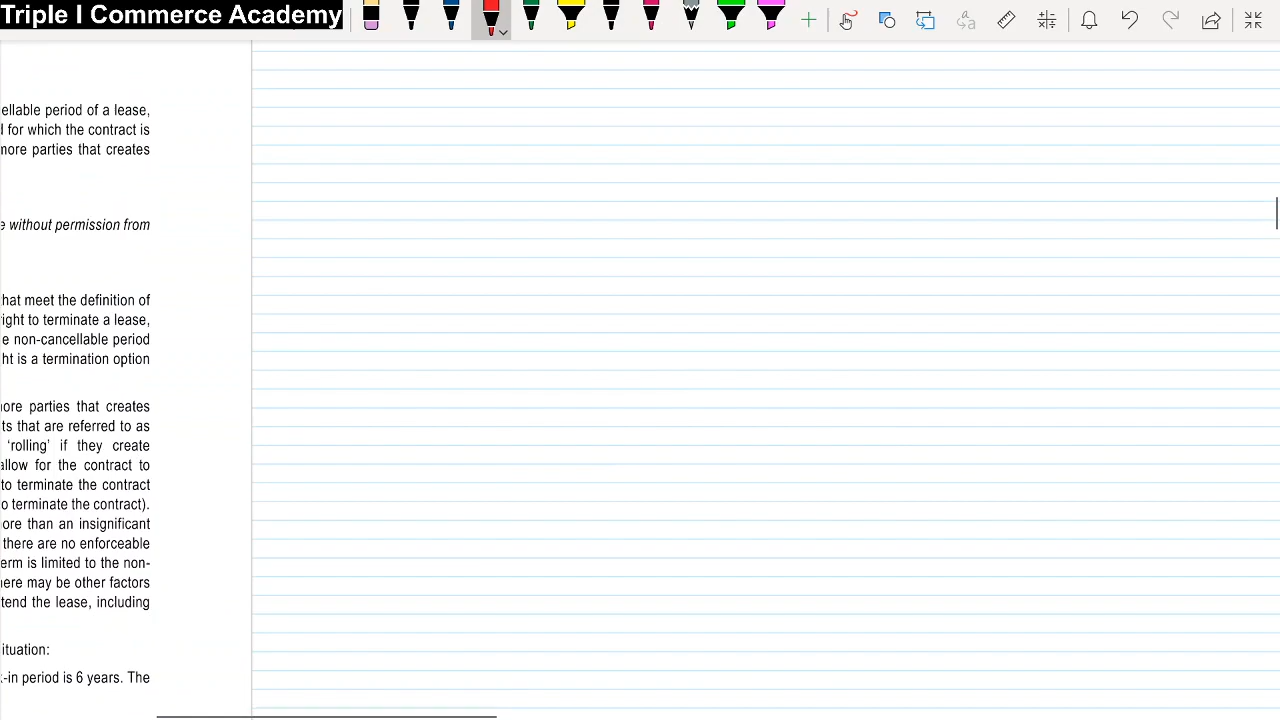 Triple I Commerce Academy
ellable period of a lease,
for which the contract is
more parties that creates
without permission from
hat meet the definition of
ight to terminate a lease,
e non-cancellable period
ht is a termination option
ore parties that creates
ts that are referred to as
‘rolling’ if they create
allow for the contract to
to terminate the contract
o terminate the contract).
ore than an insignificant
there are no enforceable
erm is limited to the non-
here may be other factors
tend the lease, including
ituation:
-in period is 6 years. The